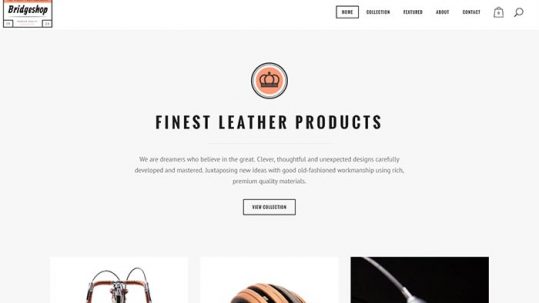 Bridgeshop
HOME COLLECTION FEATURED ABOUT CONTACT
0
FINEST LEATHER PRODUCTS
We are dreamers who believe in the great. Clever, thoughtful and unexpected designs carefully
developed and mastered. Juxtaposing new ideas with good old-fashioned workmanship using rich,
premium quality materials.
VIEW COLLECTION